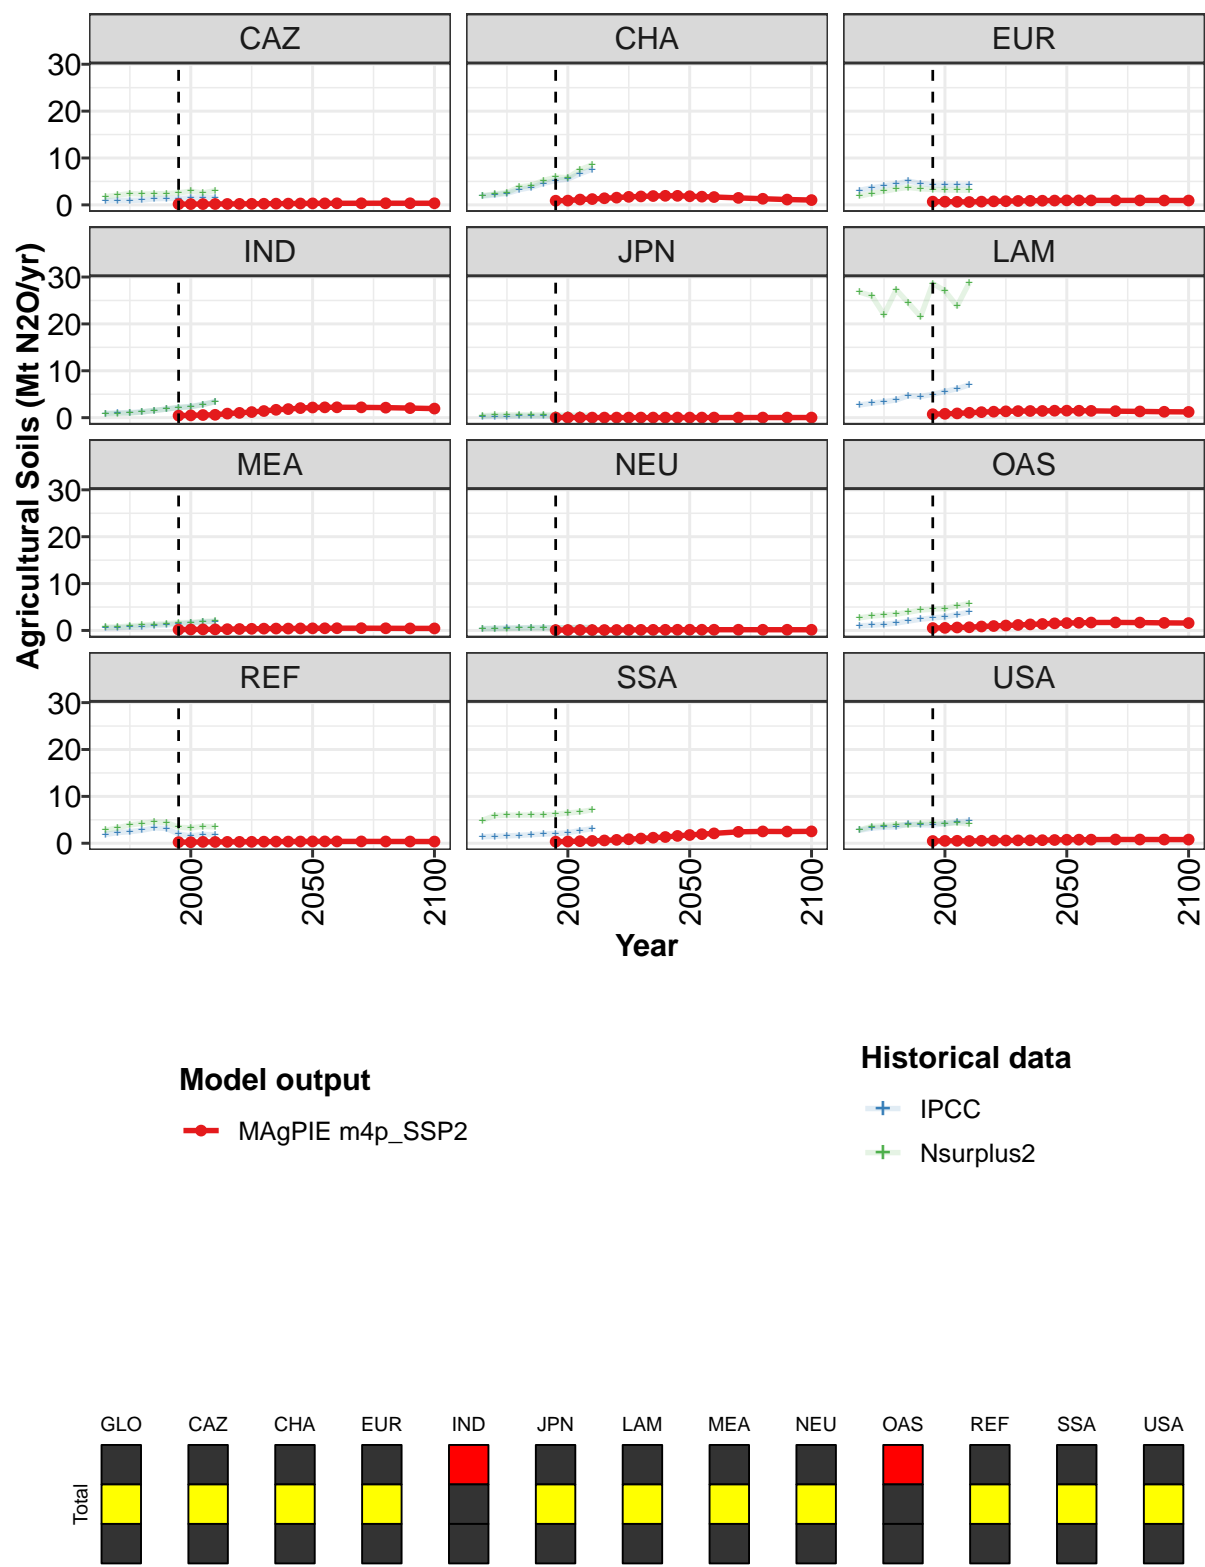 CAZ CHA EUR
30
20
10
0
IND JPN LAM
30
20
10
0
MEA NEU OAS
30
20
10
0
REF SSA USA
30
20
10
0
Agricultural Soils (Mt N2O/yr)
2000 2050 2100 2000 2050 2100 2000 2050 2100
Year
Model output
MAgPIE m4p_SSP2
Historical data
IPCC
Nsurplus2
GLO CAZ CHA EUR IND JPN LAM MEA NEU OAS REF SSA USA
Total